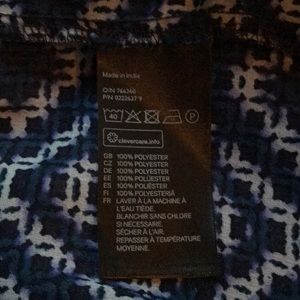 Made in India
O/N 766360
P/N 0222637 9
40
P
clevercare.info
GB 100% POLYESTER
CZ 100% POLYESTER
DE 100% POLYESTER
EE 100% POLÜESTER
ES 100% POLIÉSTER
FI 100% POLYESTERIÄ
FR LAVER À LA MACHINE À
L'EAU TIÈDE.
BLANCHIR SANS CHLORE
SI NÉCESSAIRE.
SÉCHER À L'AIR.
REPASSER À TEMPÉRATURE
MOYENNE.